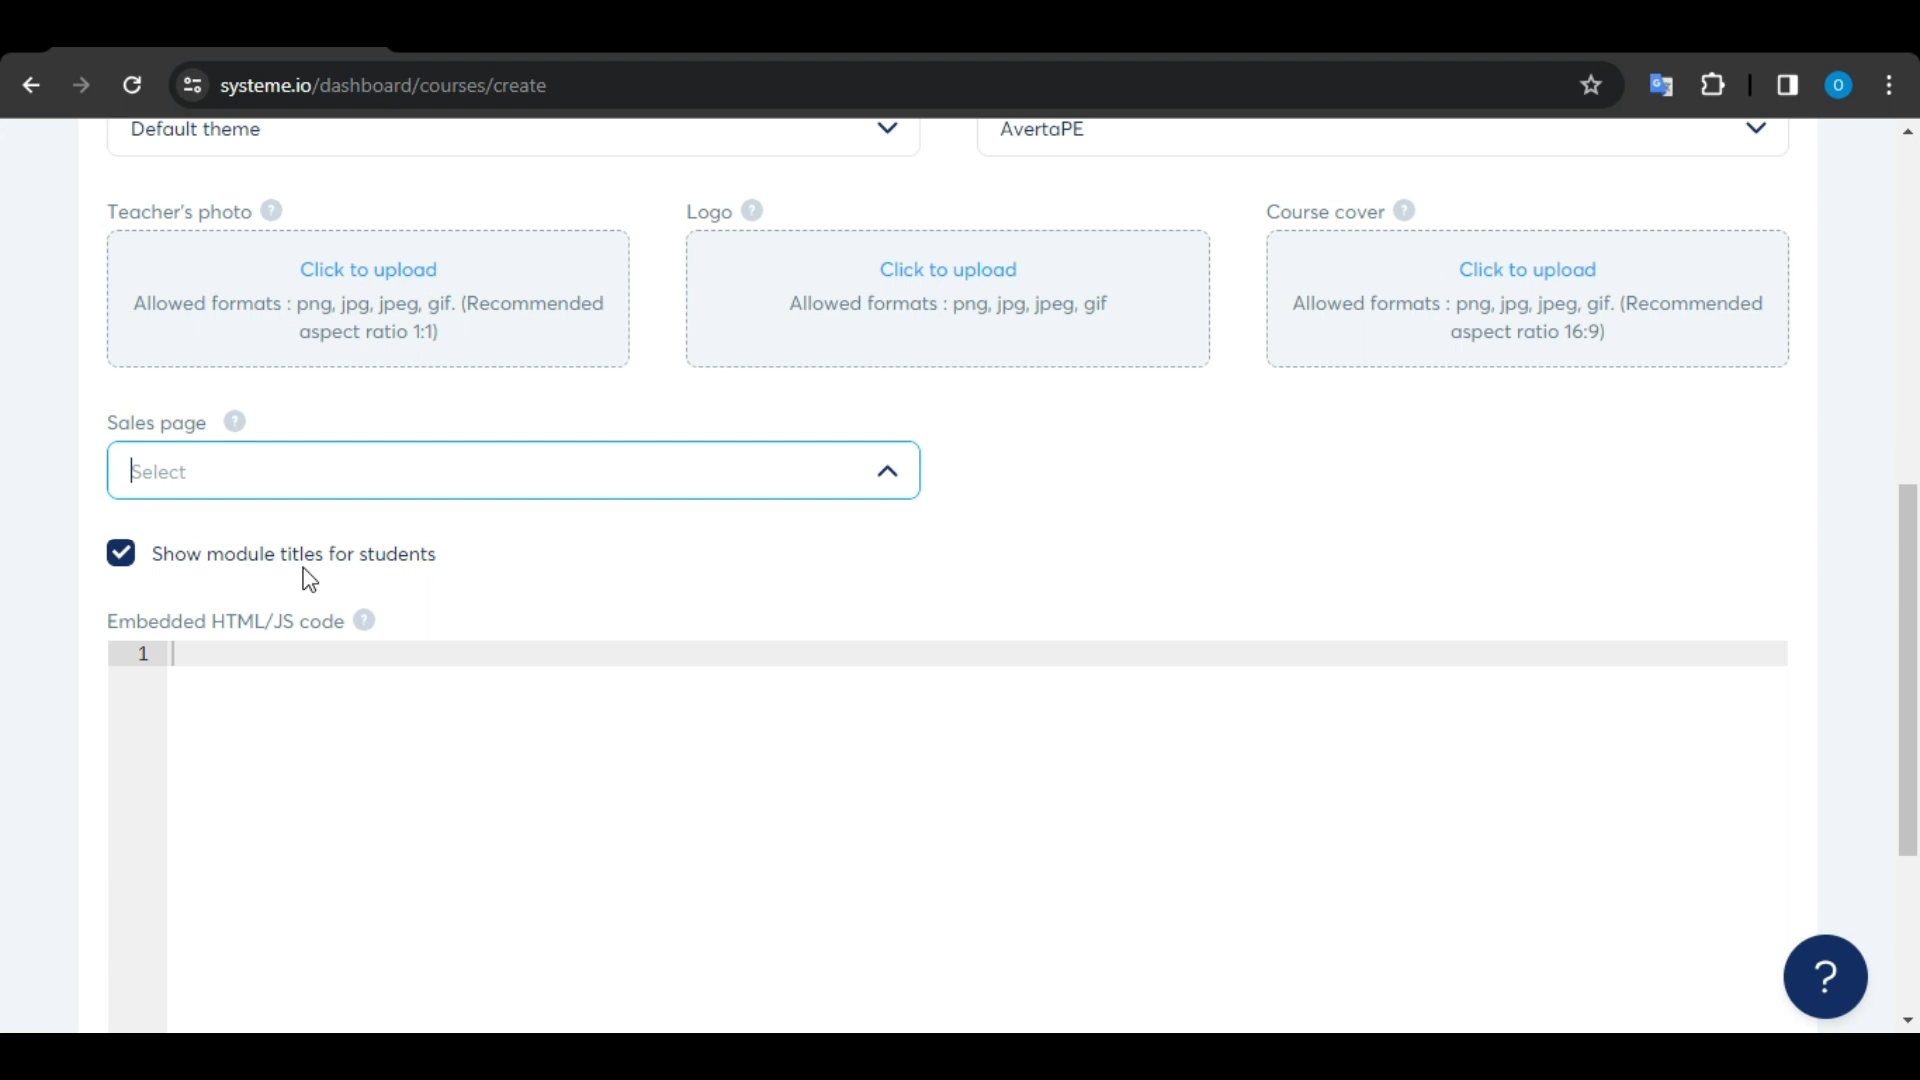 systeme.io/dashboard/courses/create
O
Default theme
AvertaPE
Teacher's photo ?
Logo ?
Course cover ?
Click to upload
Allowed formats : png, jpg, jpeg, gif. (Recommended
aspect ratio 1:1)
Click to upload
Allowed formats : png, jpg, jpeg, gif
Click to upload
Allowed formats : png, jpg, jpeg, gif. (Recommended
aspect ratio 16:9)
Sales page ?
Select
Show module titles for students
Embedded HTML/JS code ?
1
?